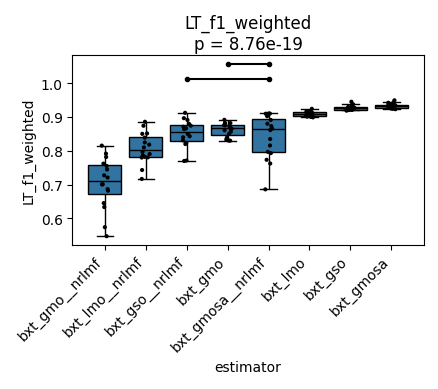 LT_f1_weighted
p = 8.76e-19
LT_f1_weighted
1.0
0.9
0.8
0.7
0.6
bxt_gmo__nrlmf
bxt_lmo__nrlmf
bxt_gso__nrlmf
bxt_gmo
bxt_gmosa__nrlmf
bxt_lmo
bxt_gso
bxt_gmosa
estimator